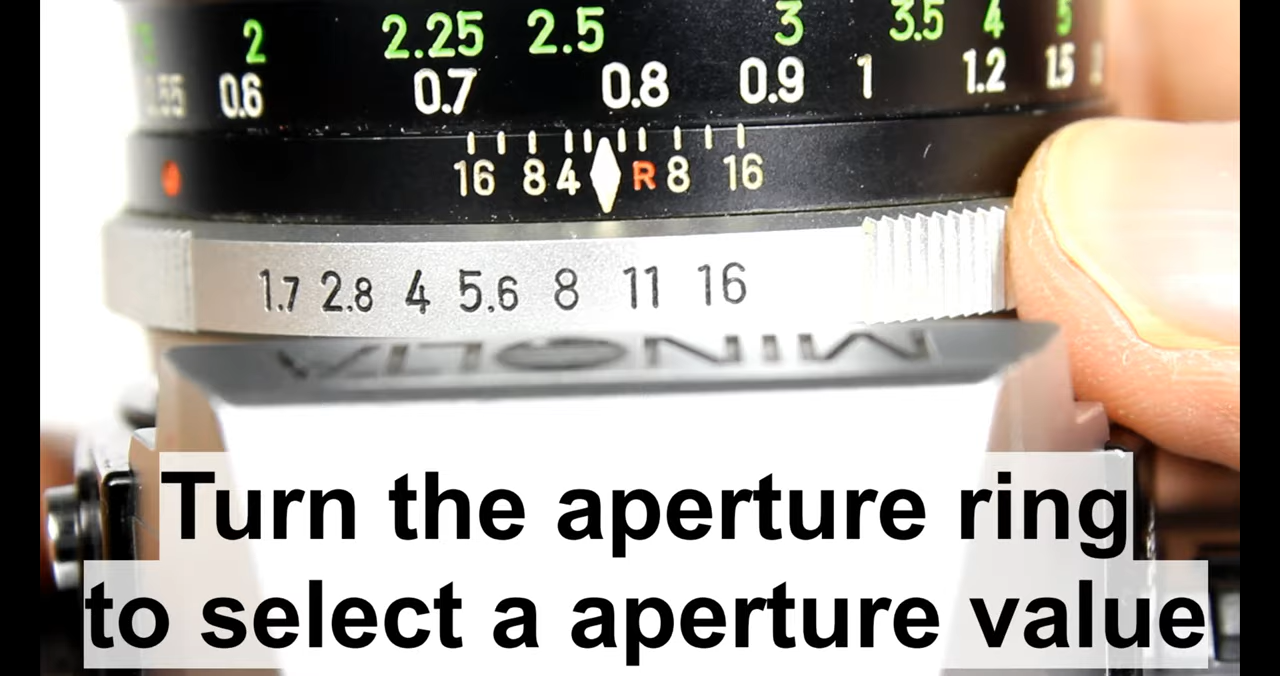 2 2.25 2.5 3 3.5 4 5
.55 0.6 0.7 0.8 0.9 1 1.2 1.5
16 8 4 R 8 16
1.7 2.8 4 5.6 8 11 16
MINOLTA
Turn the aperture ring
to select a aperture value